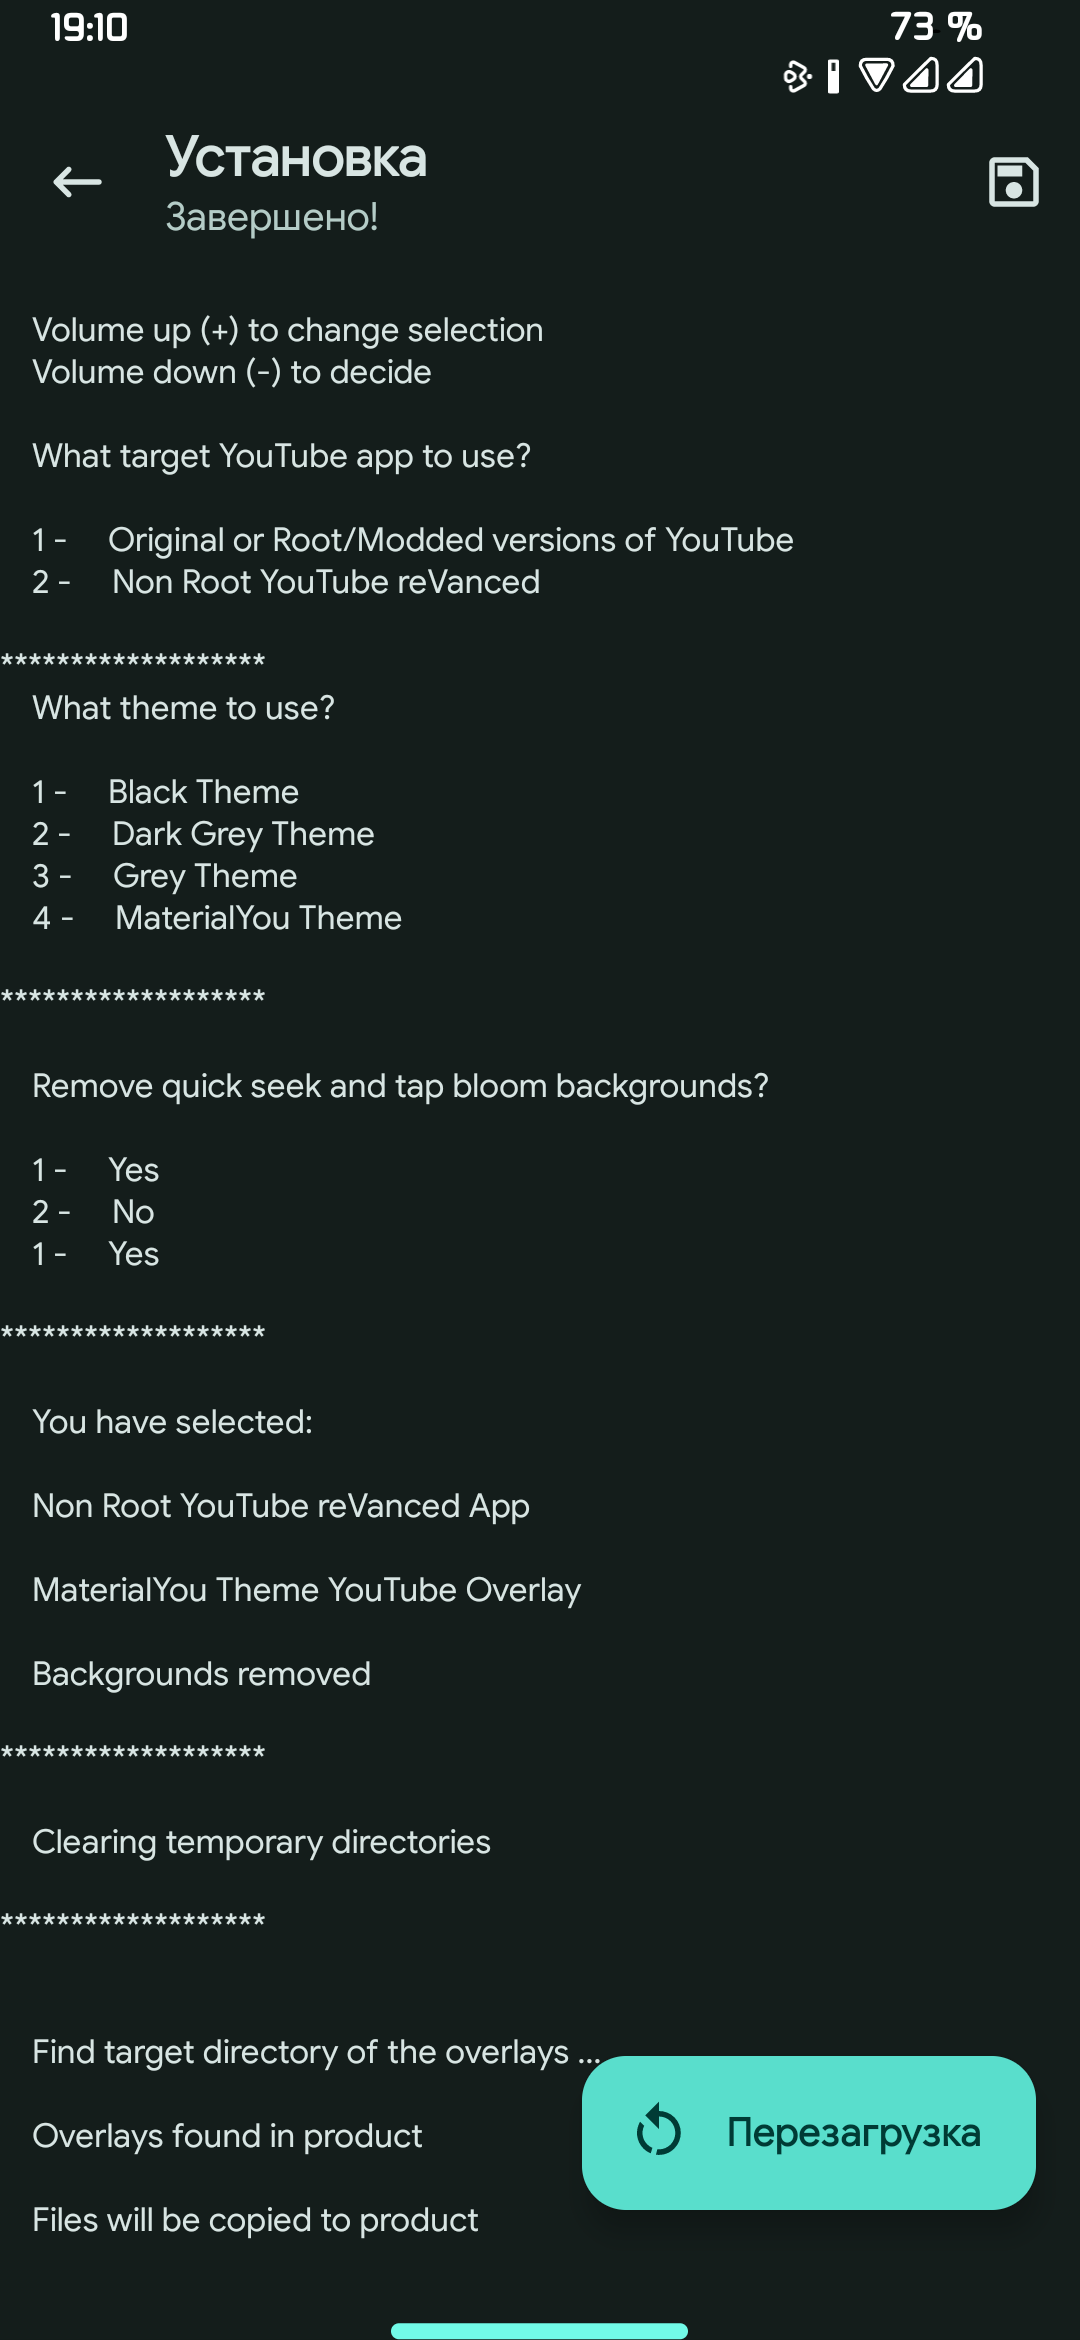 19:10
73 %
Установка
Завершено!
Volume up (+) to change selection
Volume down (-) to decide
What target YouTube app to use?
1 - Original or Root/Modded versions of YouTube
2 - Non Root YouTube reVanced
*******************
What theme to use?
1 - Black Theme
2 - Dark Grey Theme
3 - Grey Theme
4 - MaterialYou Theme
*******************
Remove quick seek and tap bloom backgrounds?
1 - Yes
2 - No
1 - Yes
*******************
You have selected:
Non Root YouTube reVanced App
MaterialYou Theme YouTube Overlay
Backgrounds removed
*******************
Clearing temporary directories
*******************
Find target directory of the overlays ...
Overlays found in product
Перезагрузка
Files will be copied to product